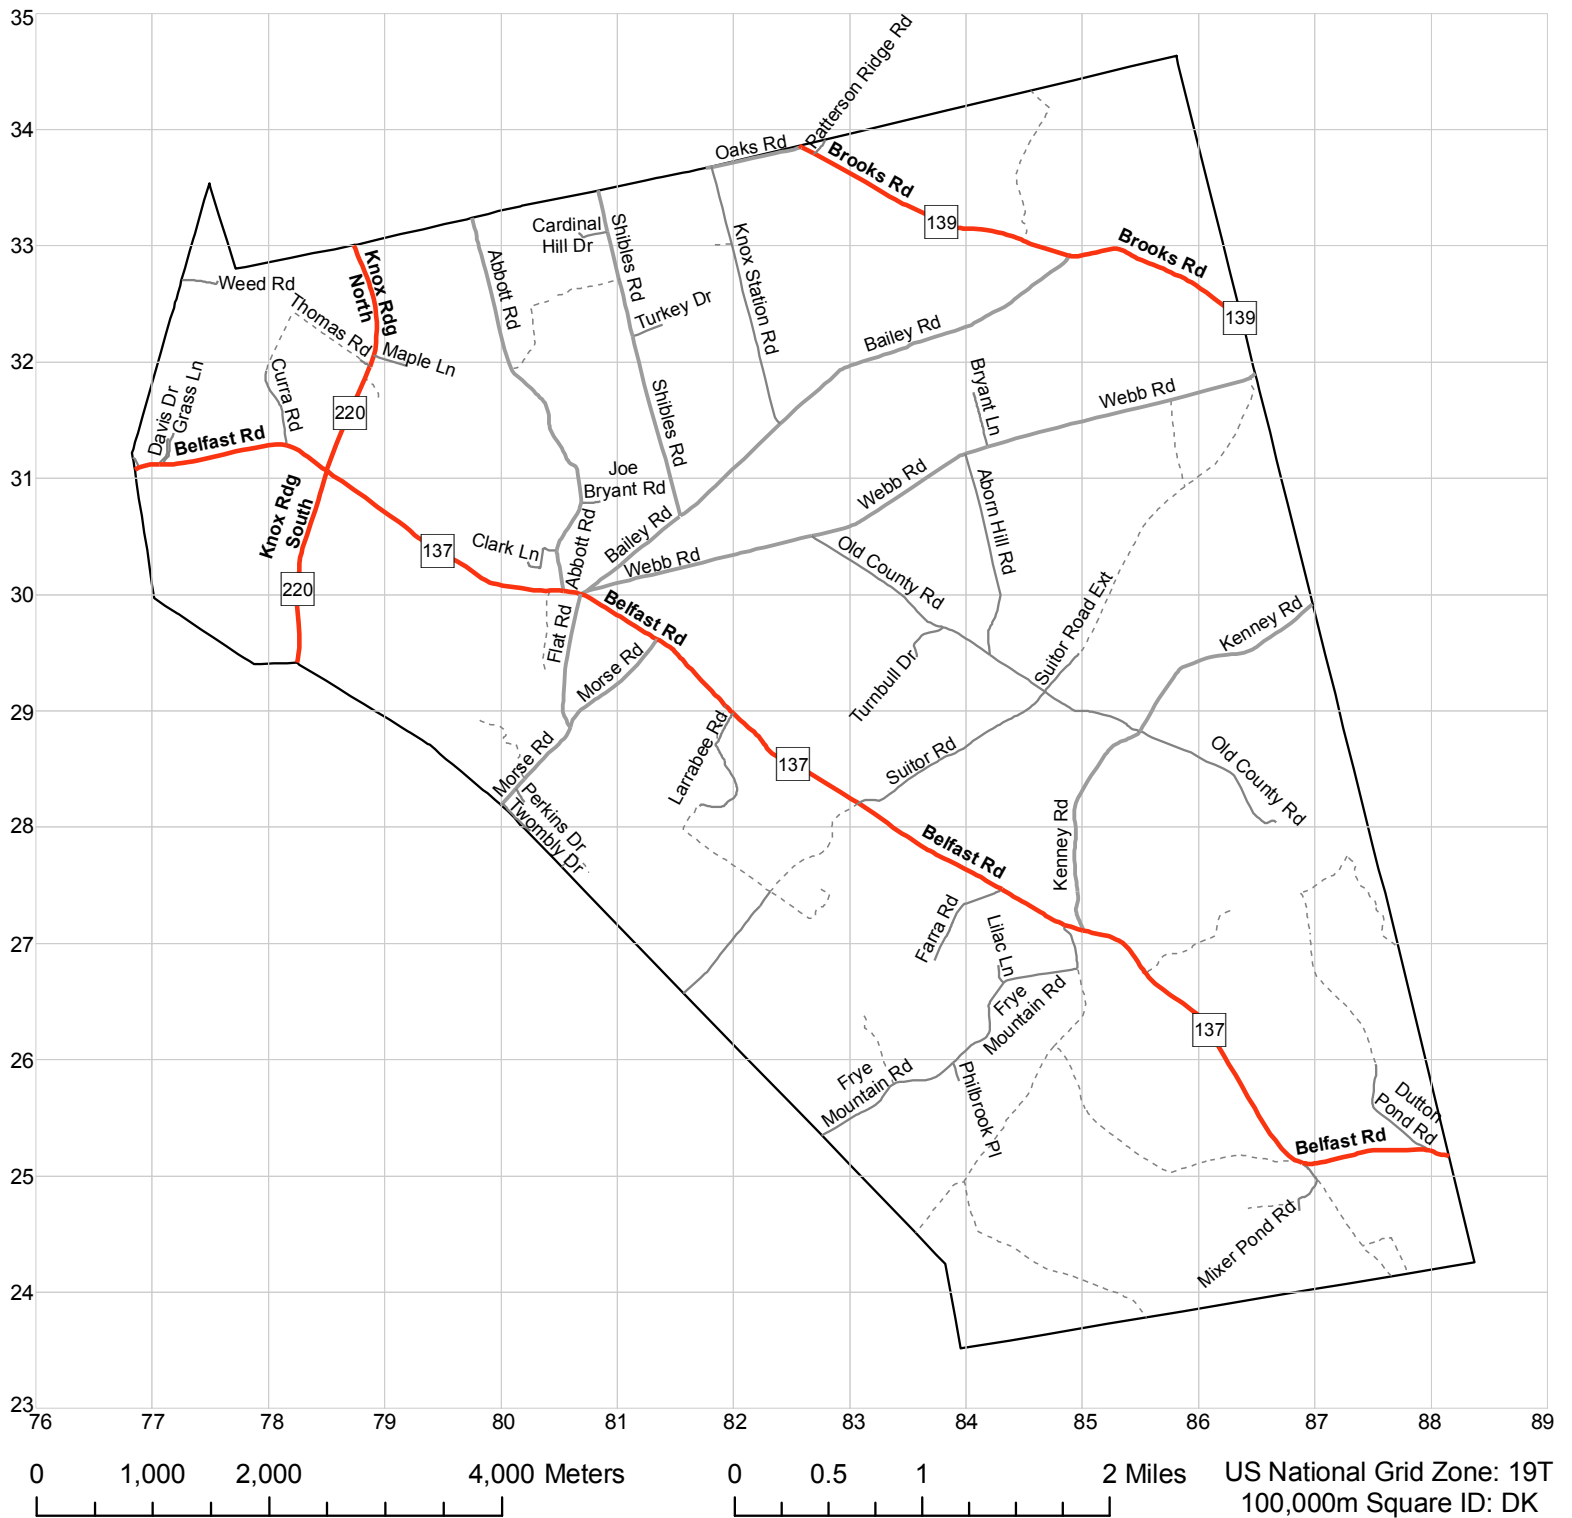 35
34
33
32
31
30
29
28
27
26
25
24
23
76
77
78
79
80
81
82
83
84
85
86
87
88
89
Patterson Ridge Rd
Oaks Rd
Brooks Rd
139
Brooks Rd
139
Cardinal
Hill Dr
Shibles Rd
Knox Station Rd
Abbott Rd
Knox Rdg
North
Weed Rd
Thomas Rd
Maple Ln
Turkey Dr
Bailey Rd
Bryant Ln
Webb Rd
Davis Dr
Grass Ln
Curra Rd
220
Belfast Rd
Shibles Rd
Joe
Bryant Rd
Knox Rdg
South
137
Clark Ln
Abbott Rd
Bailey Rd
Webb Rd
Webb Rd
Aborn Hill Rd
Old County Rd
220
Flat Rd
Belfast Rd
Morse Rd
Turnbull Dr
Suitor Road Ext
Kenney Rd
Morse Rd
Perkins Dr
Twombly Dr
Larrabee Rd
137
Suitor Rd
Old County Rd
Kenney Rd
Belfast Rd
Farra Rd
Lilac Ln
Frye
Mountain Rd
137
Frye
Mountain Rd
Philbrook Pl
Dutton
Pond Rd
Belfast Rd
Mixer Pond Rd
0 1,000 2,000 4,000 Meters
0 0.5 1 2 Miles
US National Grid Zone: 19T
100,000m Square ID: DK